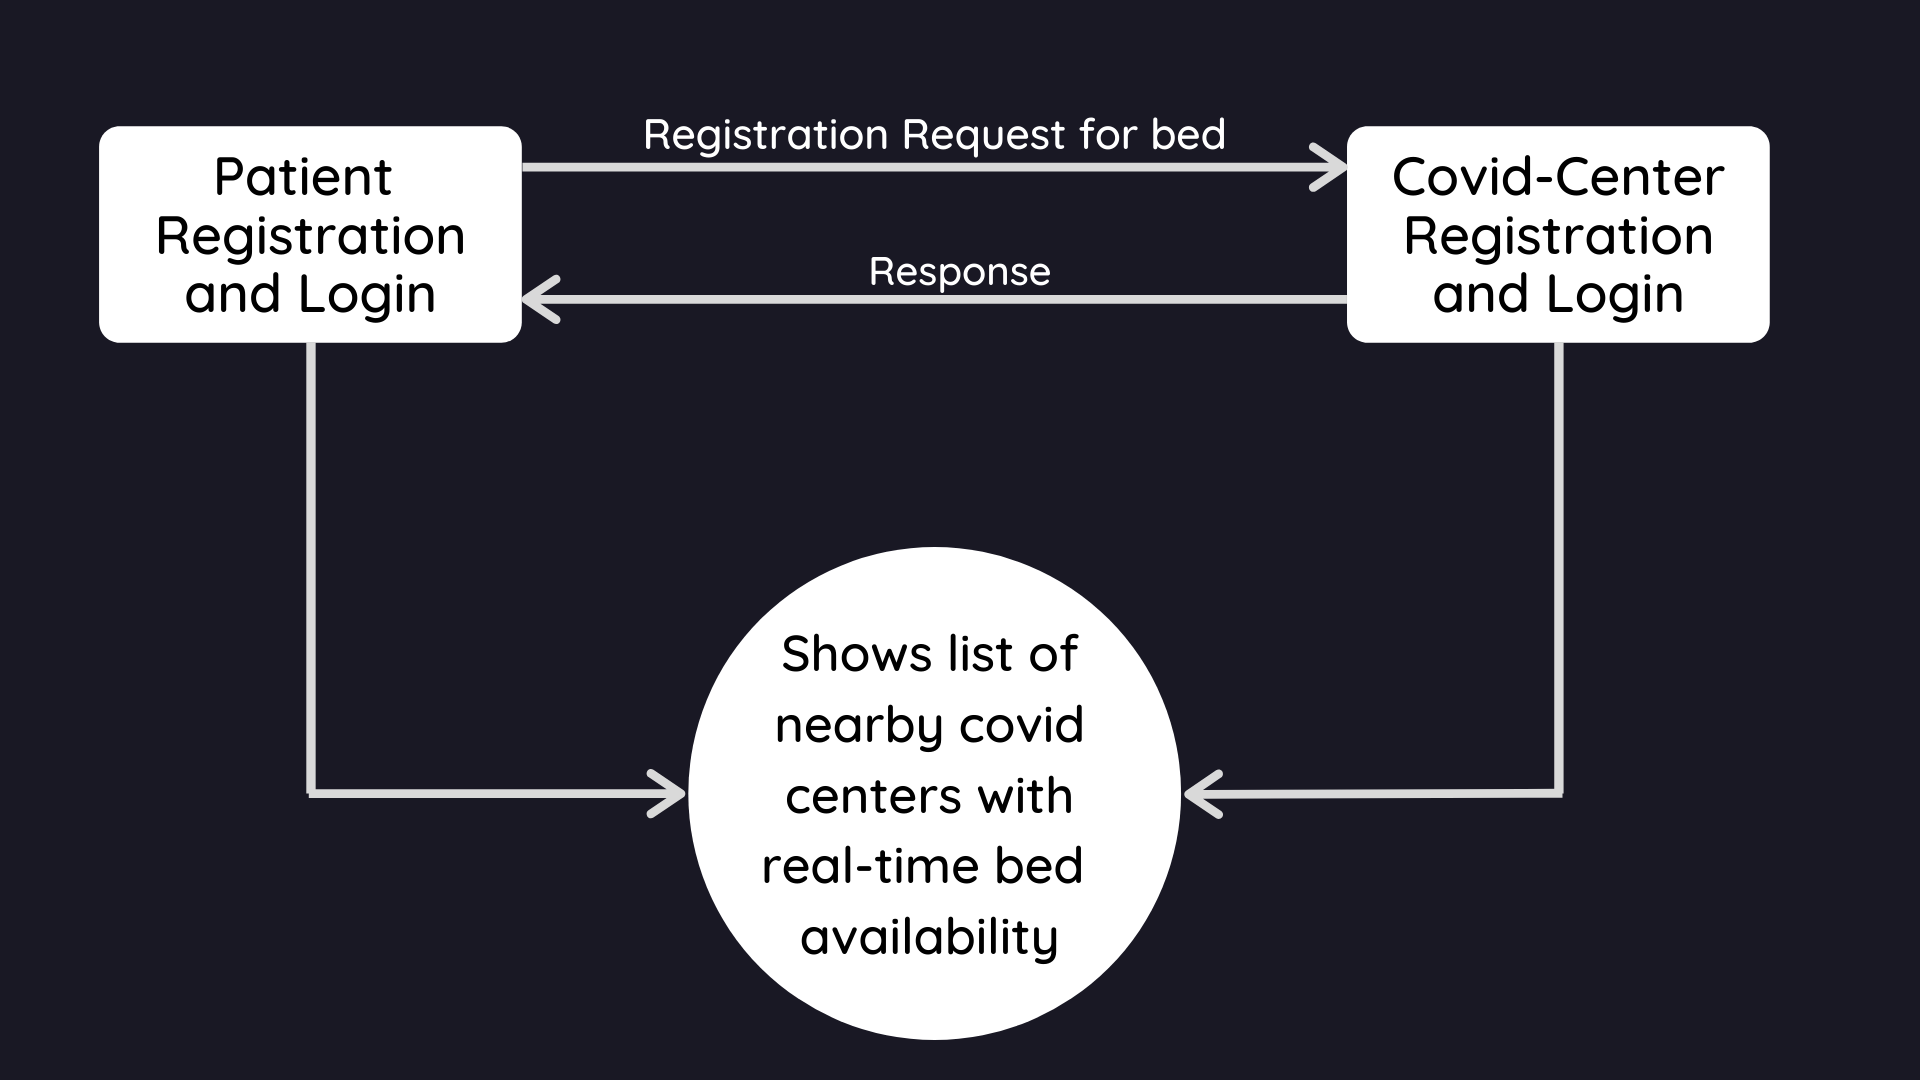 Registration Request for bed
Patient
Registration
and Login
Covid-Center
Registration
and Login
Response
Shows list of
nearby covid
centers with
real-time bed
availability